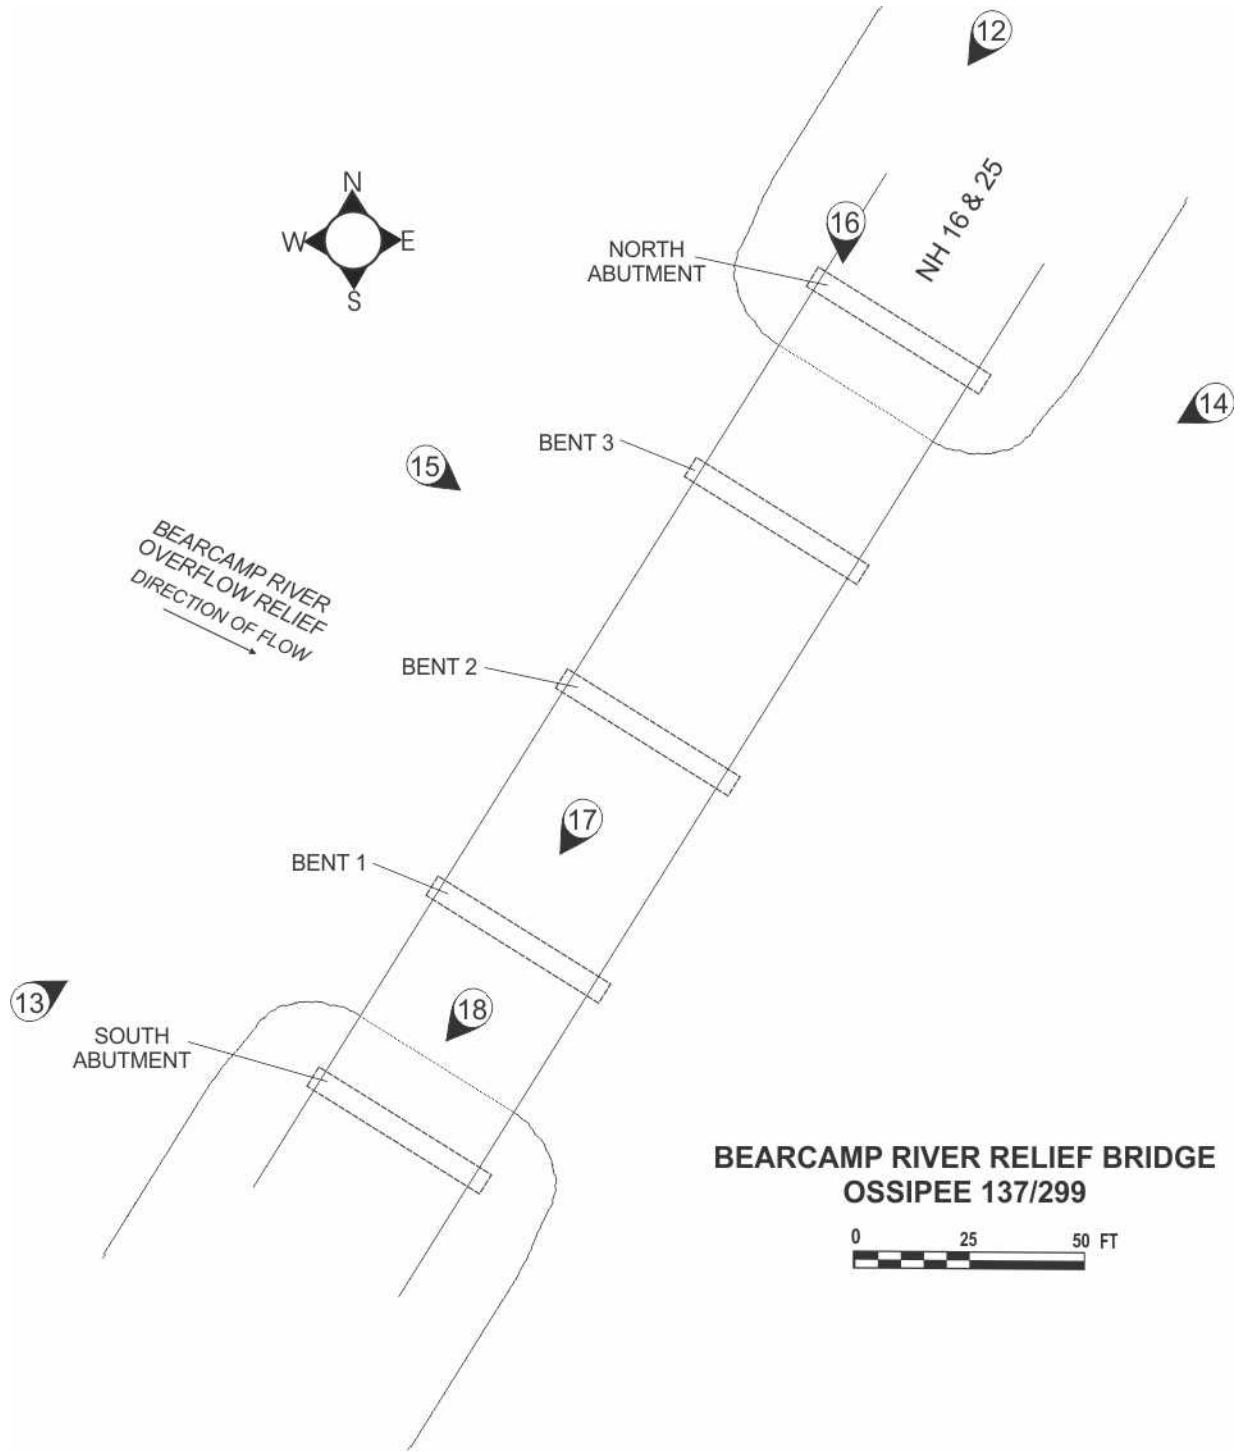 12
N
W E
S
NH 16 & 25
16
NORTH
ABUTMENT
14
BENT 3
15
BEARCAMP RIVER
OVERFLOW RELIEF
DIRECTION OF FLOW
BENT 2
17
BENT 1
13
18
SOUTH
ABUTMENT
BEARCAMP RIVER RELIEF BRIDGE
OSSIPEE 137/299
0 25 50 FT